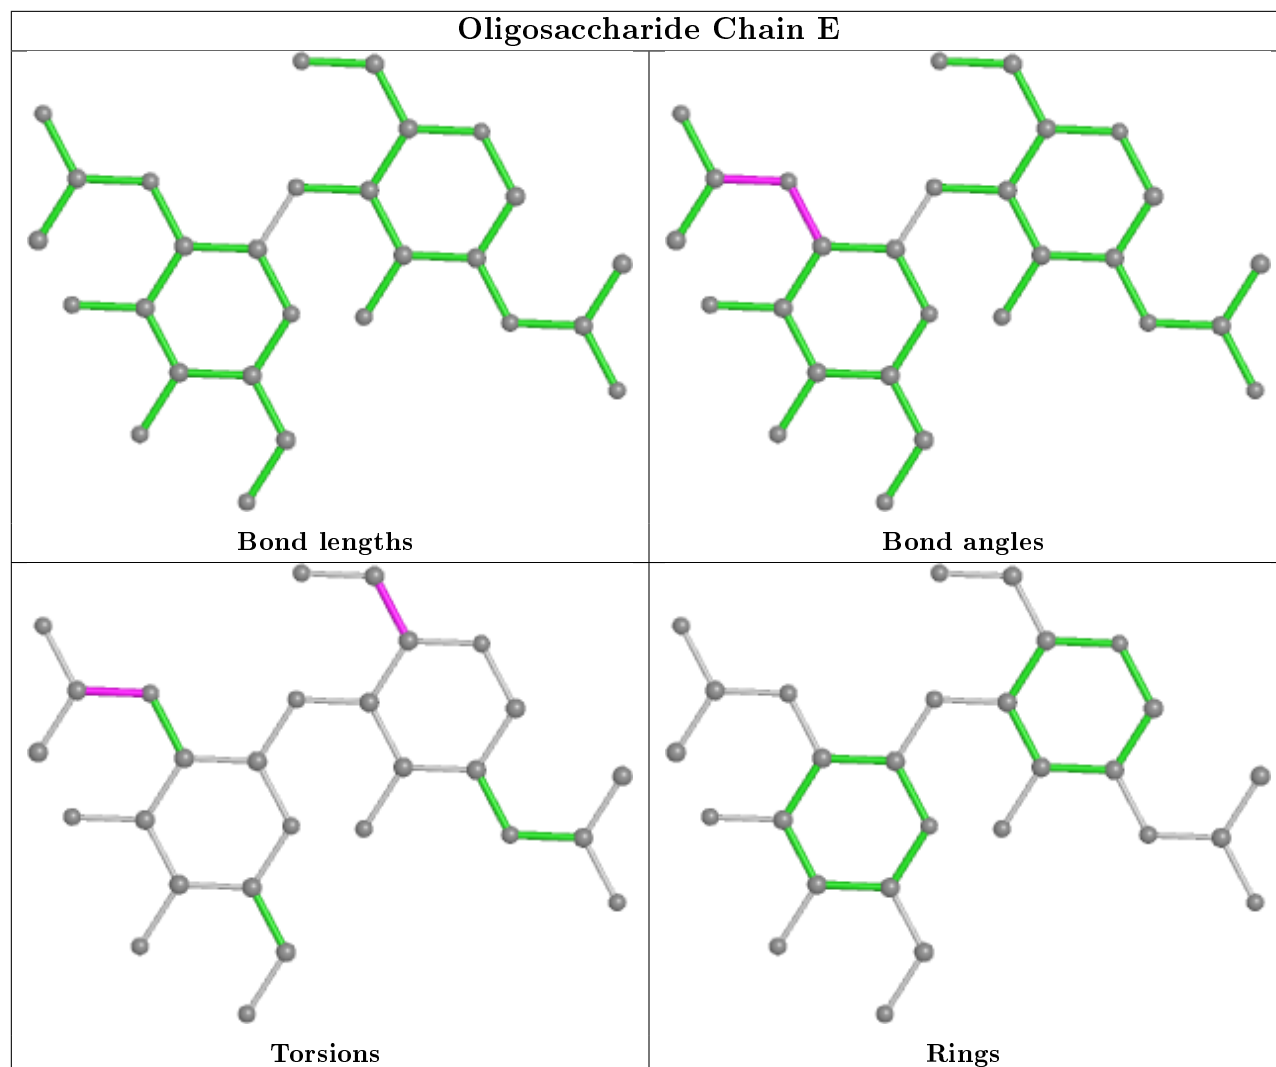 Oligosaccharide Chain E
Bond lengths
Bond angles
Torsions
Rings